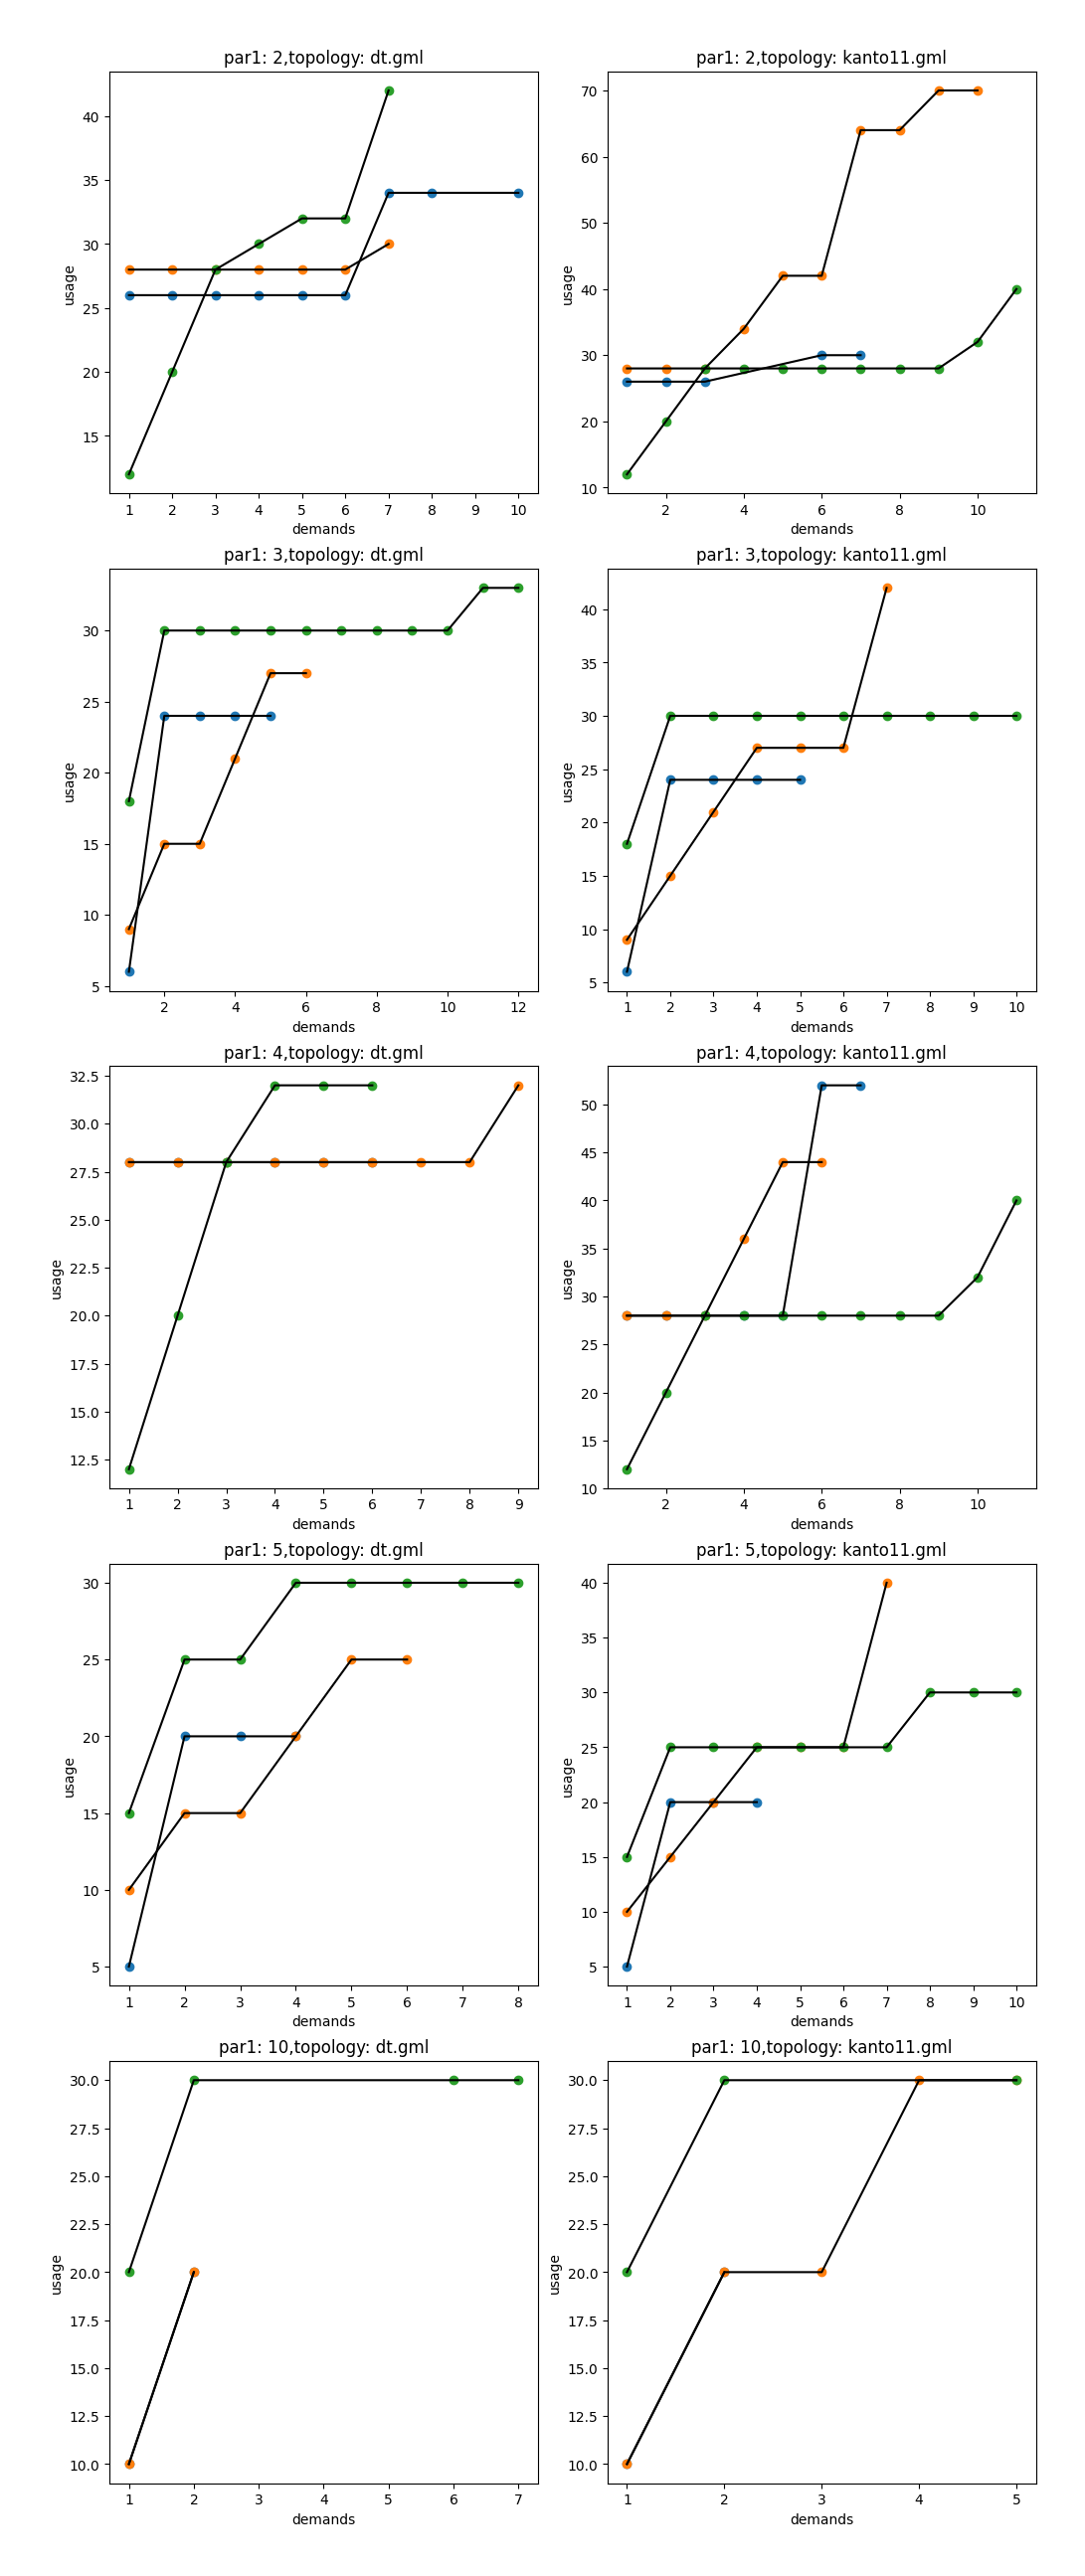 par1: 2,topology: dt.gml
usage
40
35
30
25
20
15
1 2 3 4 5 6 7 8 9 10
demands
par1: 2,topology: kanto11.gml
usage
70
60
50
40
30
20
10
2 4 6 8 10
demands
par1: 3,topology: dt.gml
usage
30
25
20
15
10
5
2 4 6 8 10 12
demands
par1: 3,topology: kanto11.gml
usage
40
35
30
25
20
15
10
5
1 2 3 4 5 6 7 8 9 10
demands
par1: 4,topology: dt.gml
usage
32.5
30.0
27.5
25.0
22.5
20.0
17.5
15.0
12.5
1 2 3 4 5 6 7 8 9
demands
par1: 4,topology: kanto11.gml
usage
50
45
40
35
30
25
20
15
10
2 4 6 8 10
demands
par1: 5,topology: dt.gml
usage
30
25
20
15
10
5
1 2 3 4 5 6 7 8
demands
par1: 5,topology: kanto11.gml
usage
40
35
30
25
20
15
10
5
1 2 3 4 5 6 7 8 9 10
demands
par1: 10,topology: dt.gml
usage
30.0
27.5
25.0
22.5
20.0
17.5
15.0
12.5
10.0
1 2 3 4 5 6 7
demands
par1: 10,topology: kanto11.gml
usage
30.0
27.5
25.0
22.5
20.0
17.5
15.0
12.5
10.0
1 2 3 4 5
demands